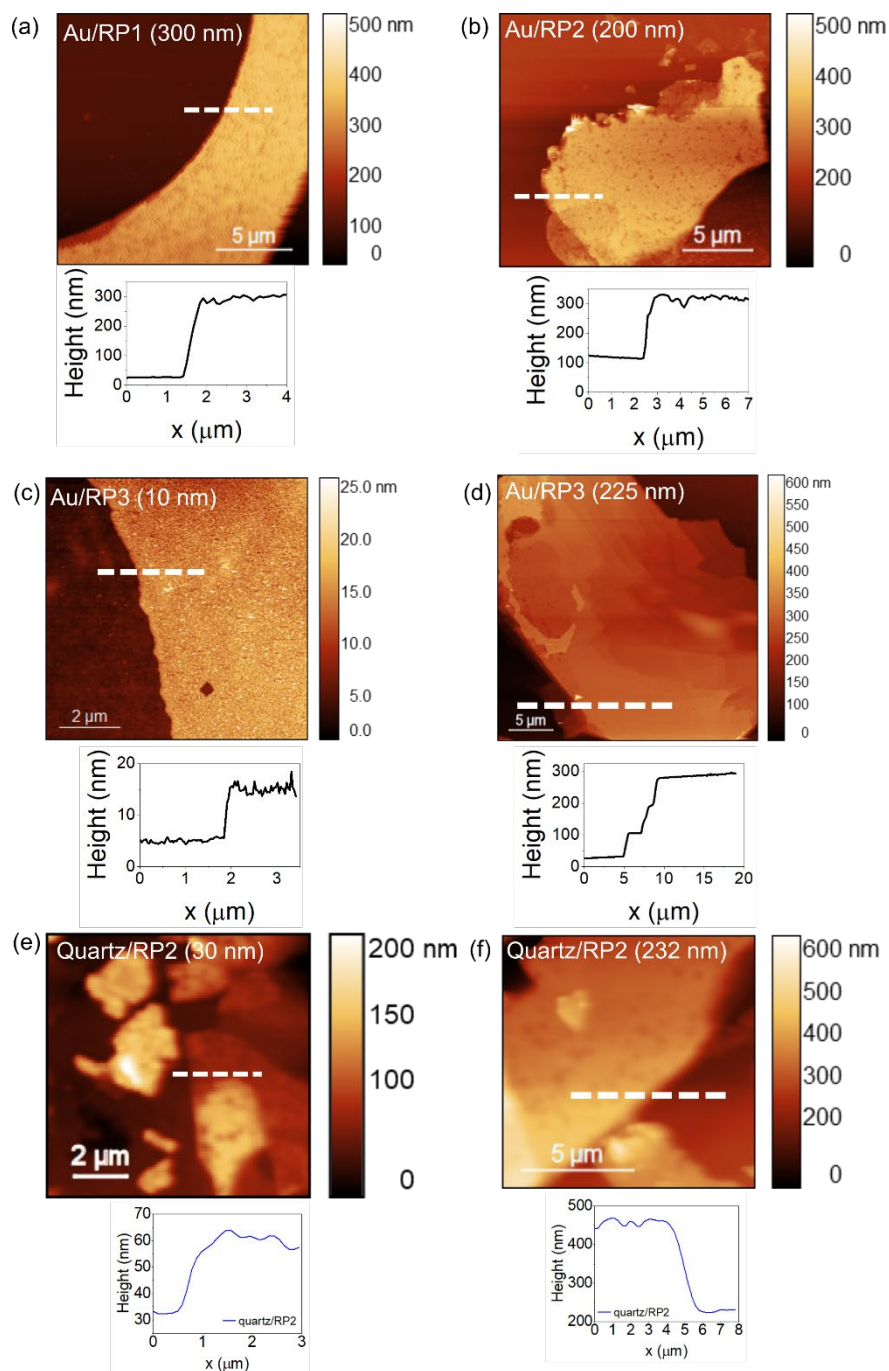 (a)
Au/RP1 (300 nm)
5 µm
500 nm
400
300
200
100
0
Height (nm)
300
200
100
0
0 1 2 3 4
x (µm)
(b)
Au/RP2 (200 nm)
5 µm
500 nm
400
300
200
0
Height (nm)
300
200
100
0
0 1 2 3 4 5 6 7
x (µm)
(c)
Au/RP3 (10 nm)
2 µm
25.0 nm
20.0
15.0
10.0
5.0
0.0
Height (nm)
20
10
0
0 1 2 3
x (µm)
(d)
Au/RP3 (225 nm)
5 µm
600 nm
550
500
450
400
350
300
250
200
150
100
50
0
Height (nm)
300
200
100
0
0 5 10 15 20
x (µm)
(e)
Quartz/RP2 (30 nm)
2 µm
200 nm
150
100
0
Height (nm)
70
60
50
40
30
quartz/RP2
0 1 2 3
x (µm)
(f)
Quartz/RP2 (232 nm)
5 µm
600 nm
500
400
300
200
0
Height (nm)
500
400
300
200
quartz/RP2
0 1 2 3 4 5 6 7 8
x (µm)